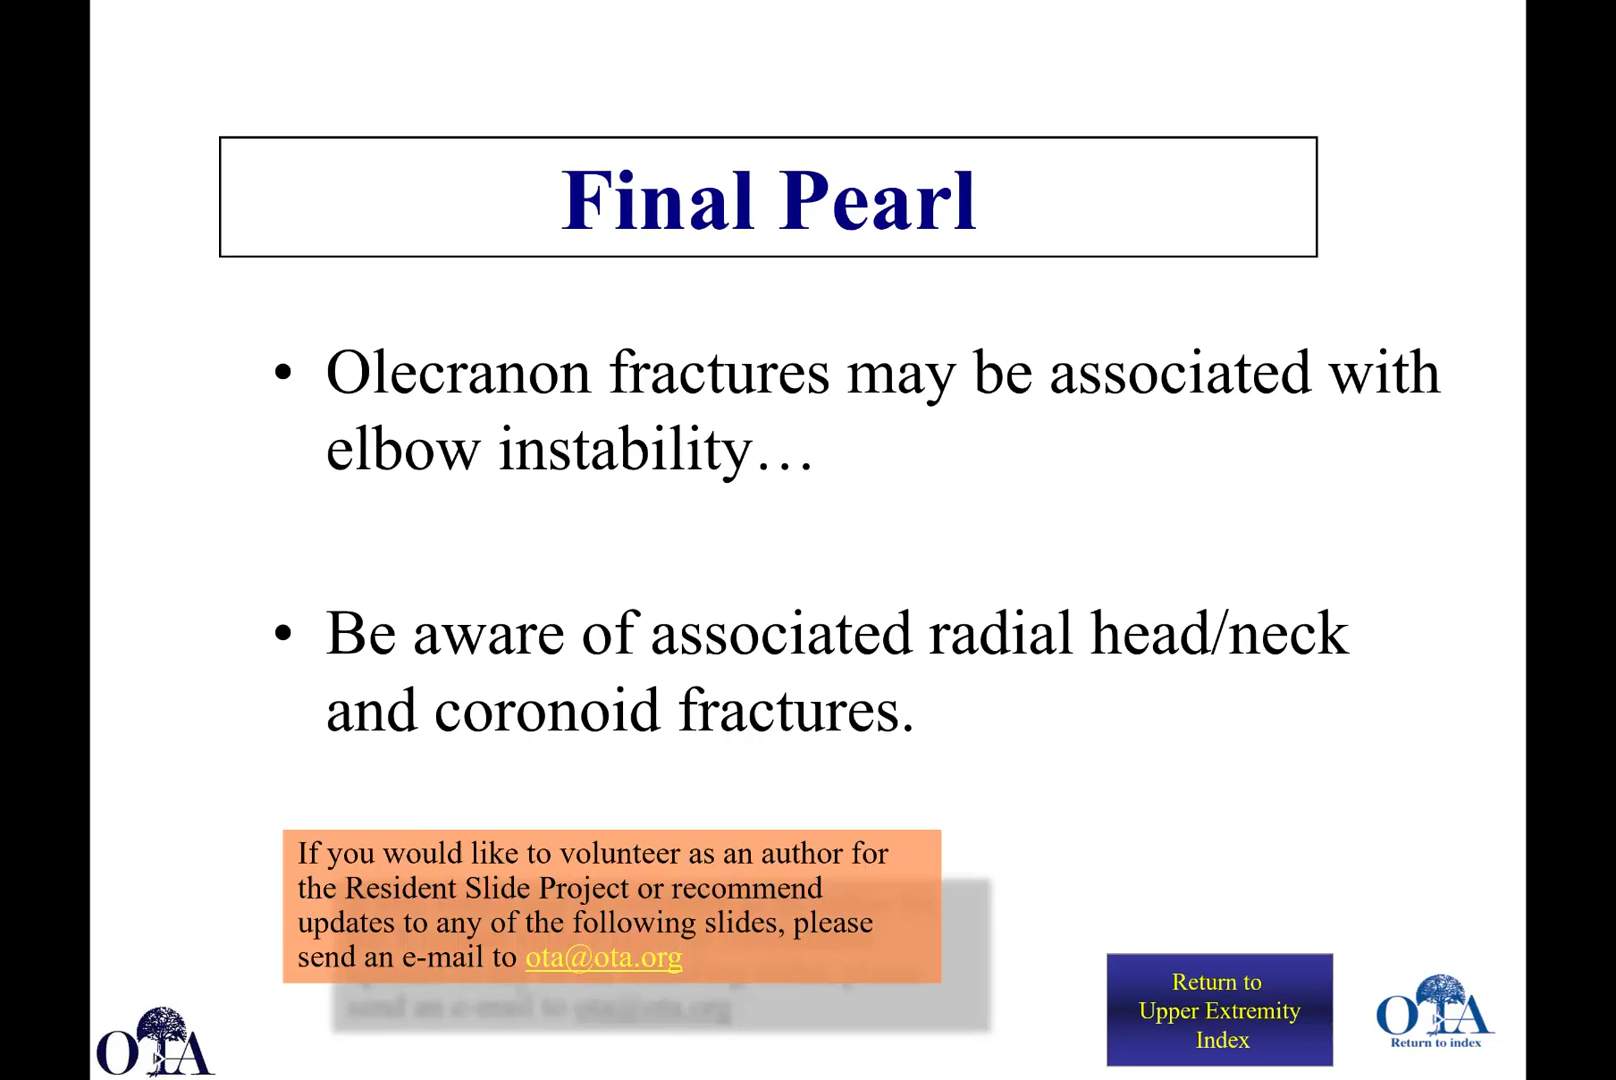 Final Pearl
• Olecranon fractures may be associated with
elbow instability…
• Be aware of associated radial head/neck
and coronoid fractures.
If you would like to volunteer as an author for
the Resident Slide Project or recommend
updates to any of the following slides, please
send an e-mail to ota@ota.org
Return to
Upper Extremity
Index
OTA
OTA
Return to index